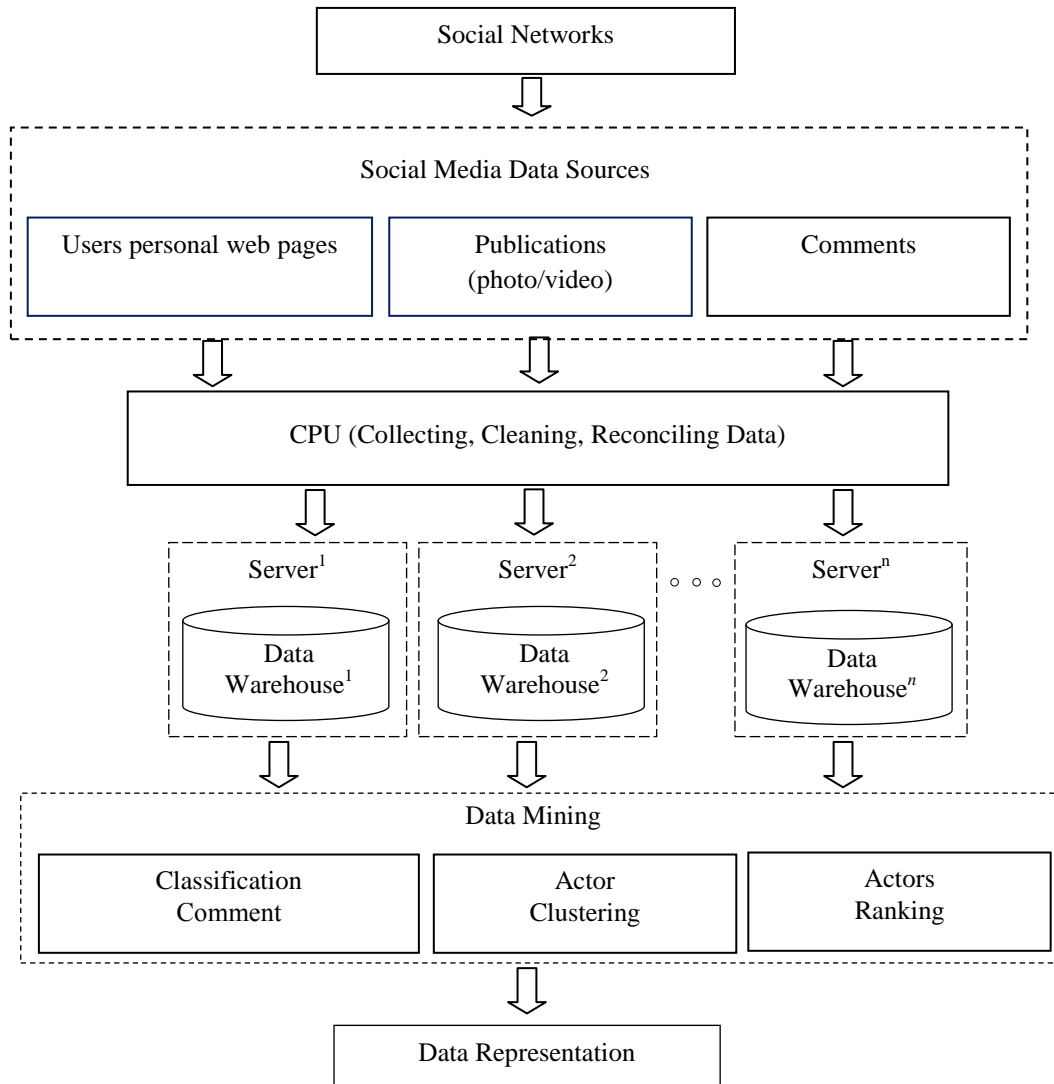 Social Networks
Social Media Data Sources
Users personal web pages
Publications
(photo/video)
Comments
CPU (Collecting, Cleaning, Reconciling Data)
Server¹
Server²
Serverⁿ
Data
Warehouse¹
Data
Warehouse²
Data
Warehouseⁿ
Data Mining
Classification
Comment
Actor
Clustering
Actors
Ranking
Data Representation